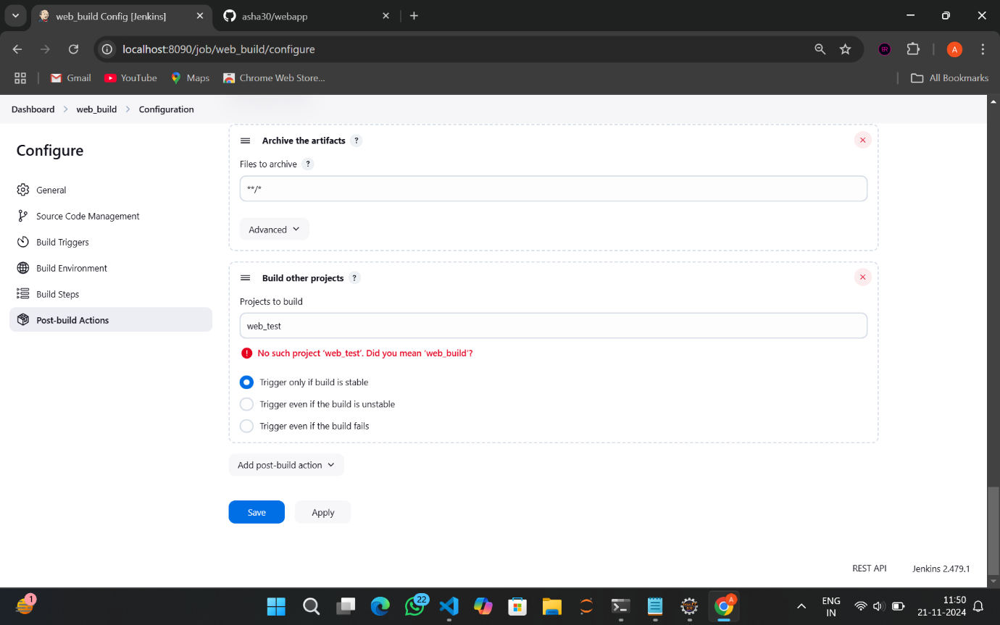 web_build Config [Jenkins]
asha30/webapp
localhost:8090/job/web_build/configure
A
Gmail
YouTube
Maps
Chrome Web Store...
All Bookmarks
Dashboard > web_build > Configuration
Configure
General
Source Code Management
Build Triggers
Build Environment
Build Steps
Post-build Actions
Archive the artifacts ?
Files to archive ?
**/*
Advanced
Build other projects ?
Projects to build
web_test
No such project ‘web_test’. Did you mean ‘web_build’?
Trigger only if build is stable
Trigger even if the build is unstable
Trigger even if the build fails
Add post-build action
Save
Apply
REST API
Jenkins 2.479.1
1
22
A
ENG
IN
11:50
21-11-2024